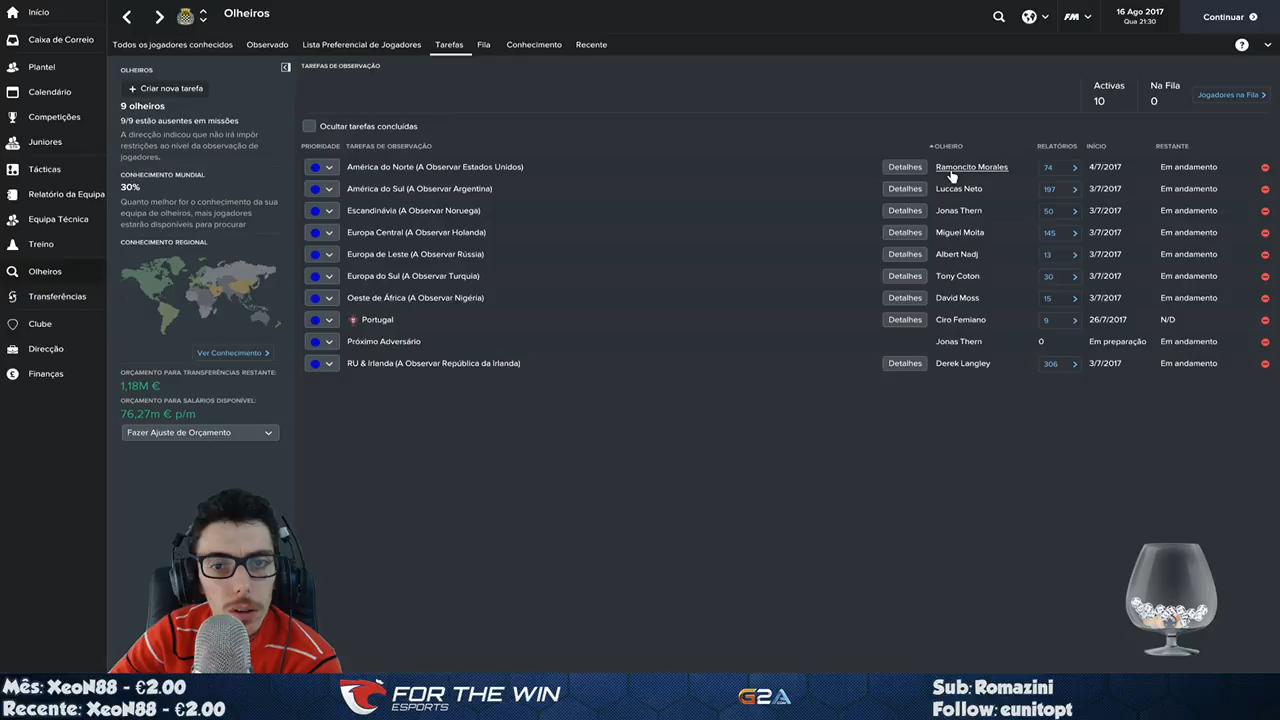 Início
Caixa de Correio
Plantel
Calendário
Competições
Juniores
Tácticas
Relatório da Equipa
Equipa Técnica
Treino
Olheiros
Transferências
Clube
Direcção
Finanças
Olheiros
FM
16 Ago 2017
Qua 21:30
Continuar
Todos os jogadores conhecidos Observado Lista Preferencial de Jogadores Tarefas Fila Conhecimento Recente
OLHEIROS
+ Criar nova tarefa
9 olheiros
9/9 estão ausentes em missões
A direcção indicou que não irá impôr
restrições ao nível da observação de
jogadores.
CONHECIMENTO MUNDIAL
30%
Quanto melhor for o conhecimento da sua
equipa de olheiros, mais jogadores
estarão disponíveis para procurar
CONHECIMENTO REGIONAL
Ver Conhecimento >
ORÇAMENTO PARA TRANSFERÊNCIAS RESTANTE:
1,18M €
ORÇAMENTO PARA SALÁRIOS DISPONÍVEL:
76,27m € p/m
Fazer Ajuste de Orçamento
TAREFAS DE OBSERVAÇÃO
Activas
10
Na Fila
0
Jogadores na Fila >
Ocultar tarefas concluídas
PRIORIDADE TAREFAS DE OBSERVAÇÃO OLHEIRO RELATÓRIOS INÍCIO RESTANTE
América do Norte (A Observar Estados Unidos) Detalhes Ramoncito Morales 74 > 4/7/2017 Em andamento
América do Sul (A Observar Argentina) Detalhes Luccas Neto 197 > 3/7/2017 Em andamento
Escandinávia (A Observar Noruega) Detalhes Jonas Thern 50 > 3/7/2017 Em andamento
Europa Central (A Observar Holanda) Detalhes Miguel Moita 145 > 3/7/2017 Em andamento
Europa de Leste (A Observar Rússia) Detalhes Albert Nadj 13 > 3/7/2017 Em andamento
Europa do Sul (A Observar Turquia) Detalhes Tony Coton 30 > 3/7/2017 Em andamento
Oeste de África (A Observar Nigéria) Detalhes David Moss 15 > 3/7/2017 Em andamento
Portugal Detalhes Ciro Femiano 9 > 26/7/2017 N/D
Próximo Adversário Jonas Thern 0 Em preparação Em andamento
RU & Irlanda (A Observar República da Irlanda) Detalhes Derek Langley 306 > 3/7/2017 Em andamento
Mês: XeoN88 - €2.00
Recente: XeoN88 - €2.00
FOR THE WIN
ESPORTS
G2A.COM
Sub: Romazini
Follow: eunitopt